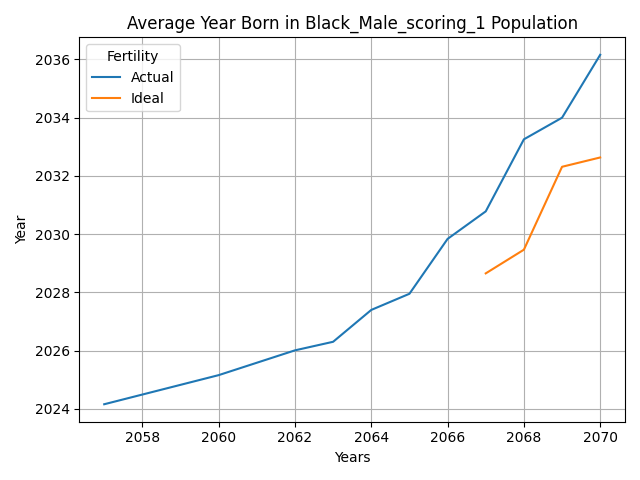 Average Year Born in Black_Male_scoring_1 Population
Fertility
Actual
Ideal
2036
2034
2032
2030
2028
2026
2024
Year
2058 2060 2062 2064 2066 2068 2070
Years